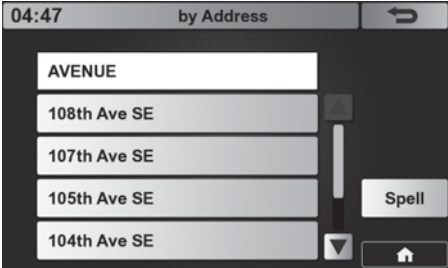 04:47 by Address
AVENUE
108th Ave SE
107th Ave SE
105th Ave SE
Spell
104th Ave SE